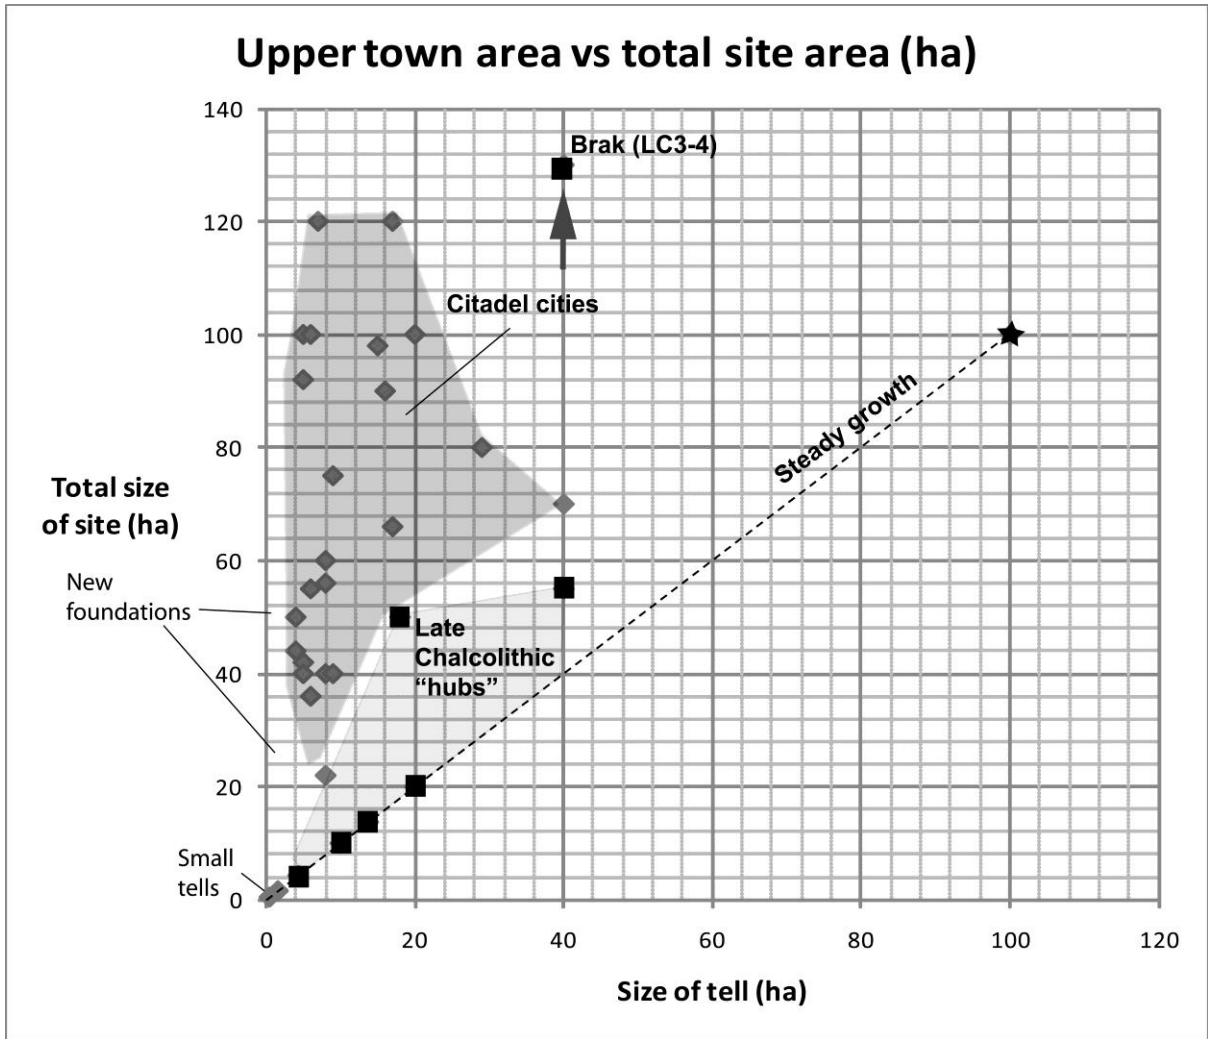 Upper town area vs total site area (ha)
140
120
100
80
60
40
20
0
Total size
of site (ha)
Brak (LC3-4)
Citadel cities
Steady growth
New
foundations
Late
Chalcolithic
“hubs”
Small
tells
0 20 40 60 80 100 120
Size of tell (ha)